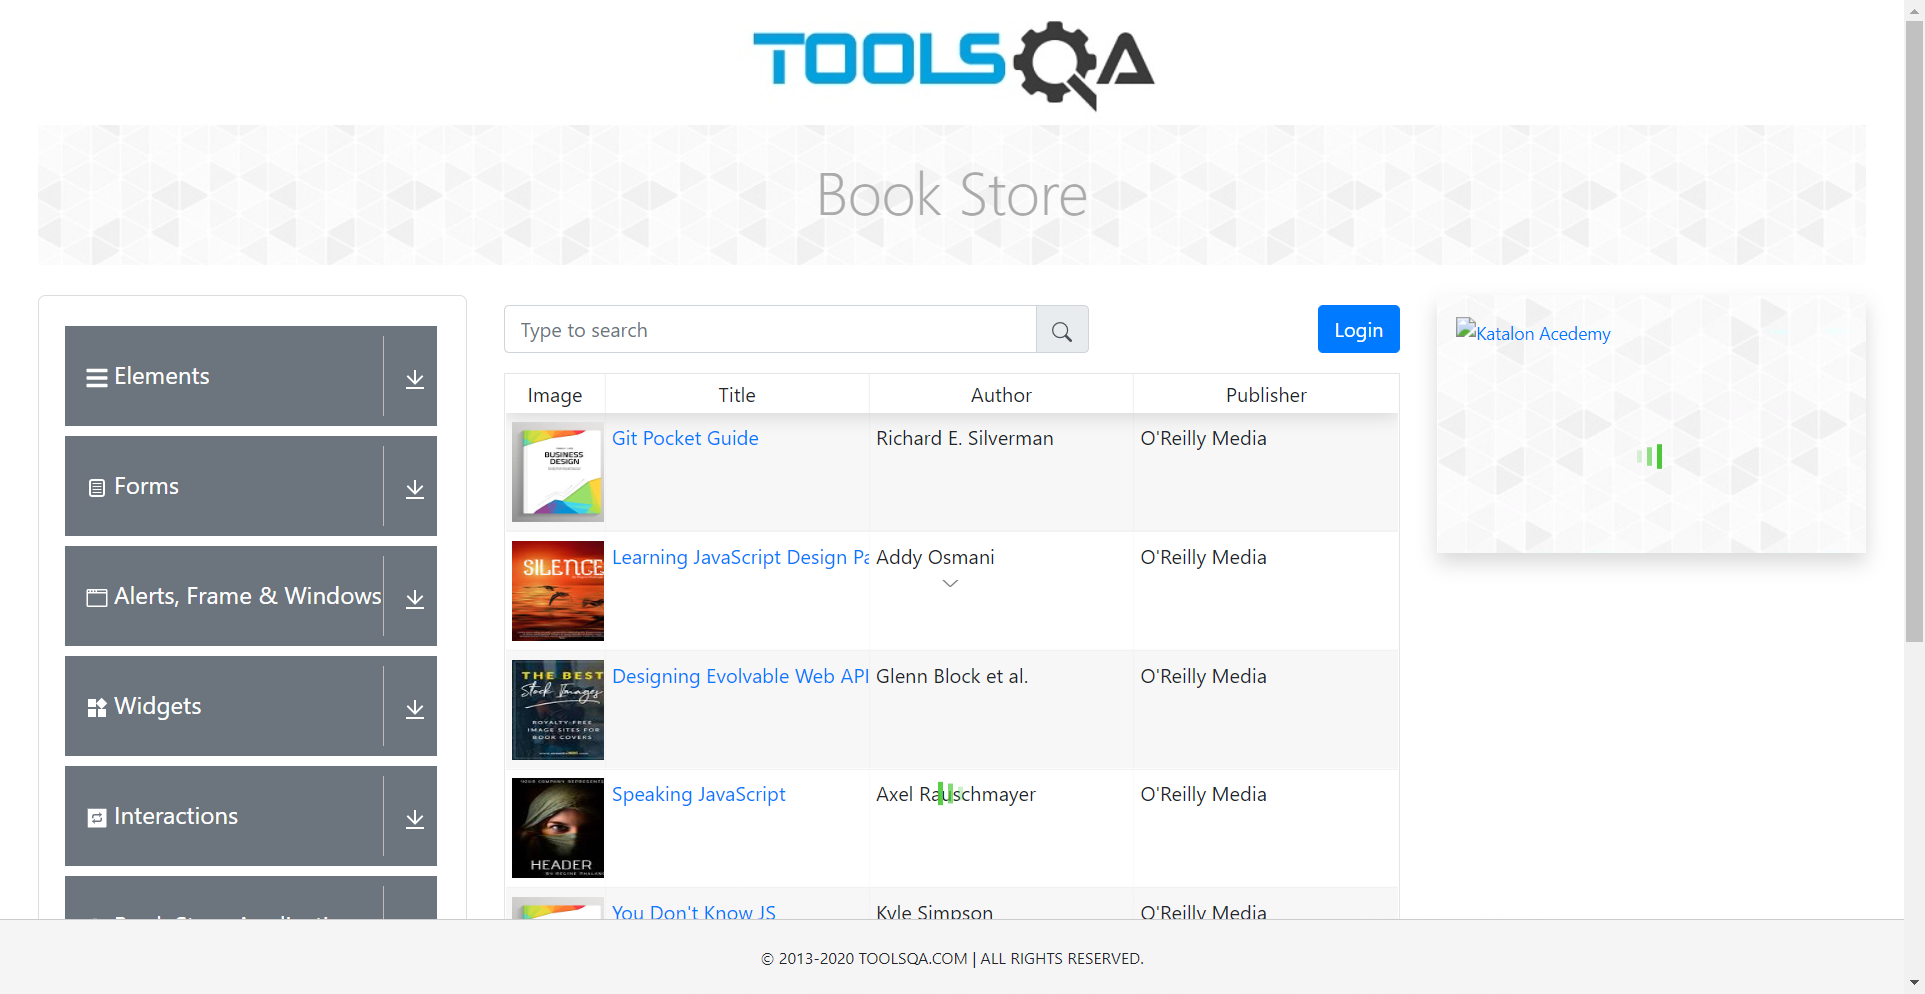 TOOLSQA
Book Store
Elements
Forms
Alerts, Frame & Windows
Widgets
Interactions
Type to search
Login
Image Title Author Publisher
BUSINESS
DESIGN
Git Pocket Guide Richard E. Silverman O'Reilly Media
SILENCE
Learning JavaScript Design Pa Addy Osmani O'Reilly Media
THE BEST
Stock Images
ROYALTY-FREE
IMAGE SITES FOR
BOOK COVERS
Designing Evolvable Web API Glenn Block et al. O'Reilly Media
HEADER
Speaking JavaScript Axel Rauschmayer O'Reilly Media
You Don't Know JS Kyle Simpson O'Reilly Media
Katalon Acedemy
© 2013-2020 TOOLSQA.COM | ALL RIGHTS RESERVED.